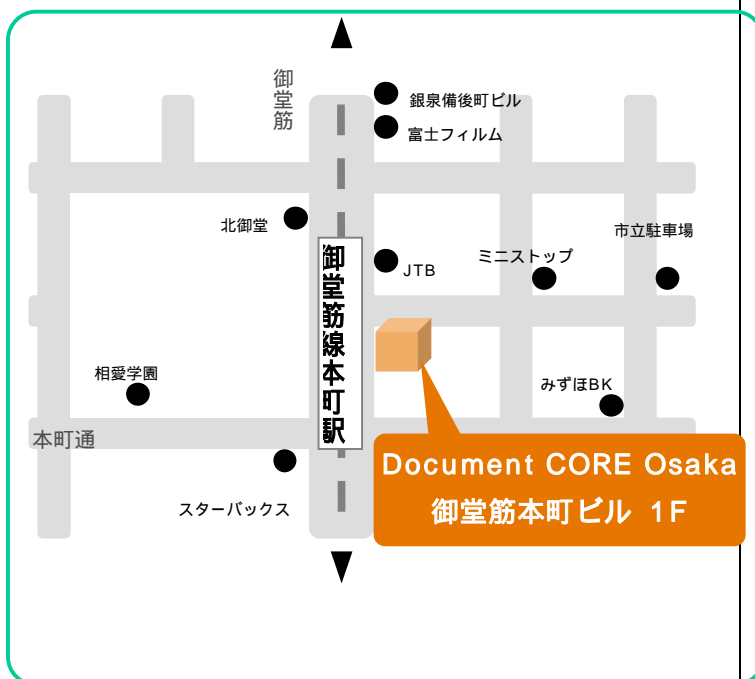 御堂筋
銀泉備後町ビル
富士フィルム
北御堂
市立駐車場
ミニストップ
JTB
御堂筋線本町駅
相愛学園
みずほBK
本町通
Document CORE Osaka
御堂筋本町ビル 1F
スターバックス